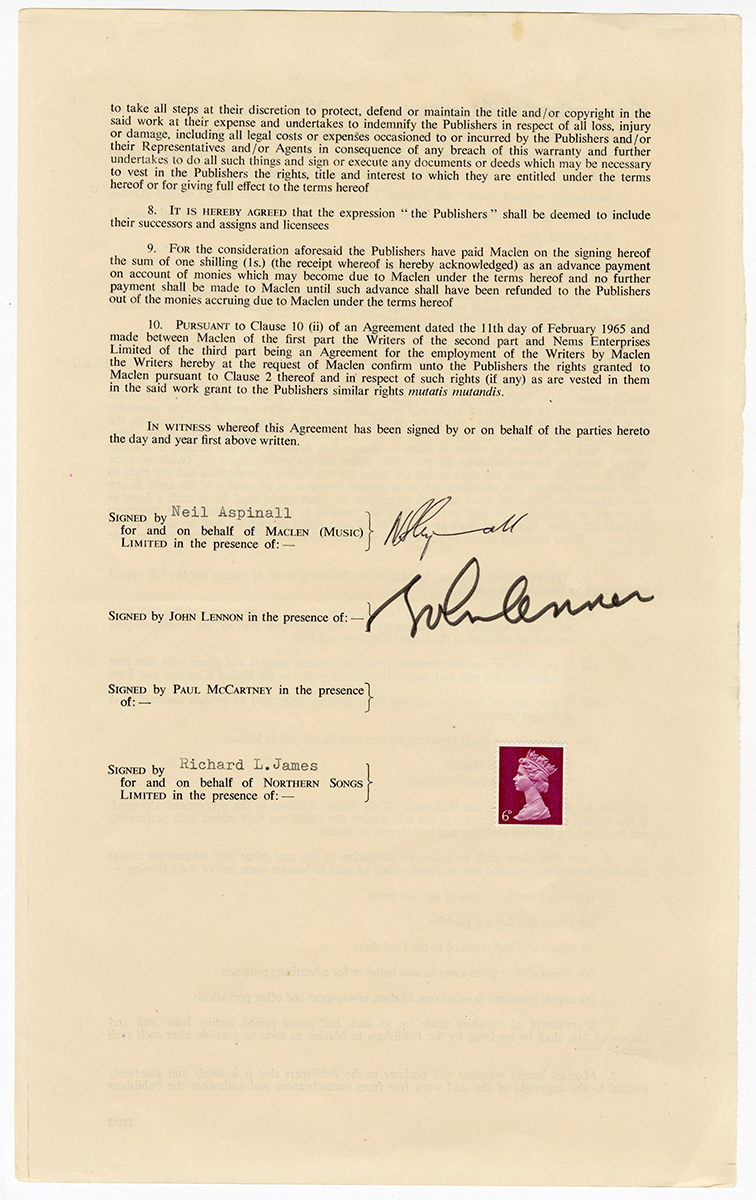 to take all steps at their discretion to protect, defend or maintain the title and/or copyright in the
said work at their expense and undertakes to indemnify the Publishers in respect of all loss, injury
or damage, including all legal costs or expenses occasioned to or incurred by the Publishers and/or
their Representatives and/or Agents in consequence of any breach of this warranty and further
undertakes to do all such things and sign or execute any documents or deeds which may be necessary
to vest in the Publishers the rights, title and interest to which they are entitled under the terms
hereof or for giving full effect to the terms hereof
8. IT IS HEREBY AGREED that the expression "the Publishers" shall be deemed to include
their successors and assigns and licensees
9. FOR the consideration aforesaid the Publishers have paid Maclen on the signing hereof
the sum of one shilling (1s.) (the receipt whereof is hereby acknowledged) as an advance payment
on account of monies which may become due to Maclen under the terms hereof and no further
payment shall be made to Maclen until such advance shall have been refunded to the Publishers
out of the monies accruing due to Maclen under the terms hereof
10. PURSUANT to Clause 10 (ii) of an Agreement dated the 11th day of February 1965 and
made between Maclen of the first part the Writers of the second part and Nems Enterprises
Limited of the third part being an Agreement for the employment of the Writers by Maclen
the Writers hereby at the request of Maclen confirm unto the Publishers the rights granted to
Maclen pursuant to Clause 2 thereof and in respect of such rights (if any) as are vested in them
in the said work grant to the Publishers similar rights mutatis mutandis.
IN WITNESS whereof this Agreement has been signed by or on behalf of the parties hereto
the day and year first above written.
SIGNED by Neil Aspinall
for and on behalf of MACLEN (MUSIC)
LIMITED in the presence of:—
N Aspinall
SIGNED by JOHN LENNON in the presence of:—
John Lennon
SIGNED by PAUL MCCARTNEY in the presence
of:—
SIGNED by Richard L.James
for and on behalf of NORTHERN SONGS
LIMITED in the presence of:—
6D